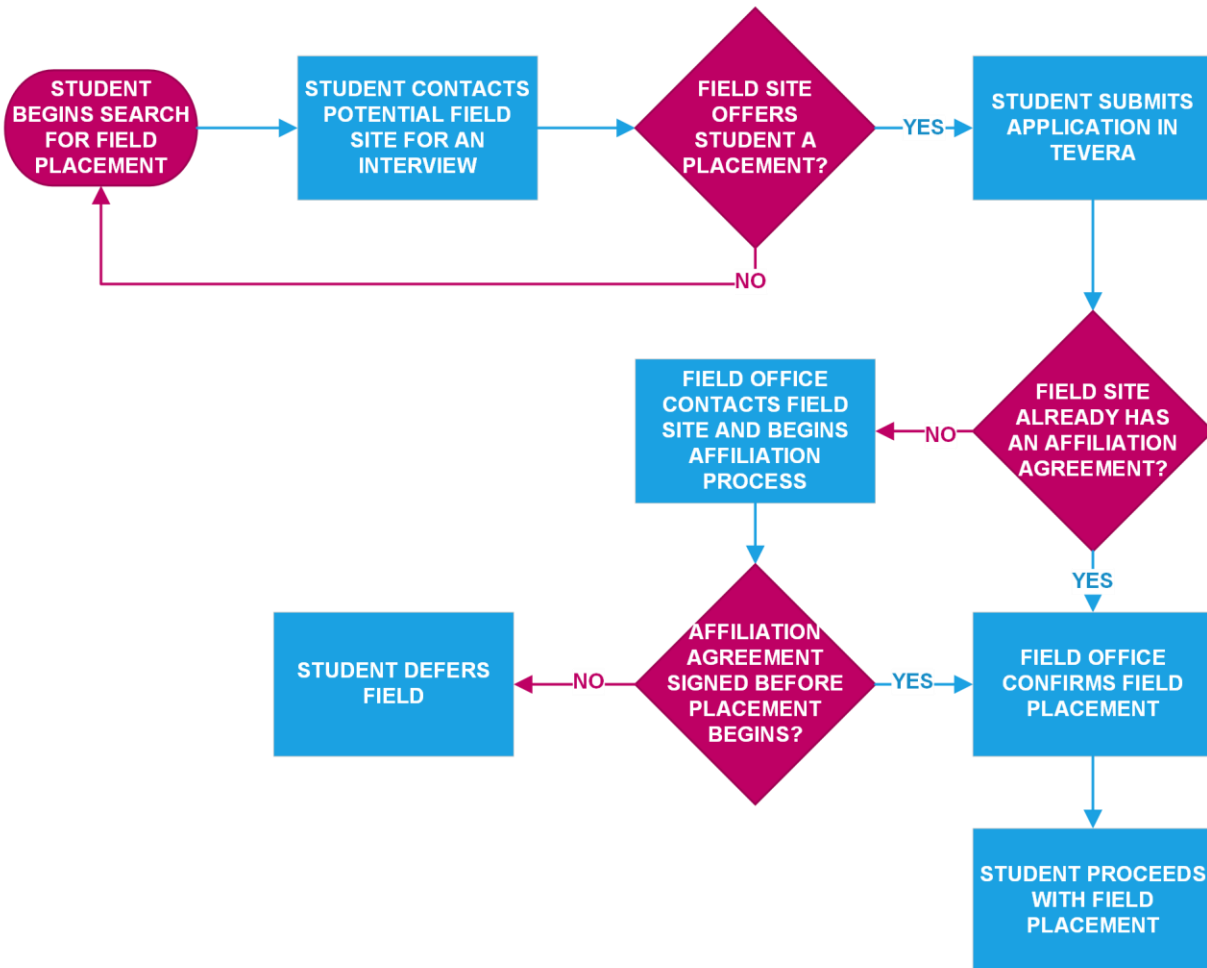 STUDENT
BEGINS SEARCH
FOR FIELD
PLACEMENT
STUDENT CONTACTS
POTENTIAL FIELD
SITE FOR AN
INTERVIEW
FIELD SITE
OFFERS
STUDENT A
PLACEMENT?
YES
STUDENT SUBMITS
APPLICATION IN
TEVERA
NO
FIELD SITE
ALREADY HAS
AN AFFILIATION
AGREEMENT?
NO
FIELD OFFICE
CONTACTS FIELD
SITE AND BEGINS
AFFILIATION
PROCESS
YES
AFFILIATION
AGREEMENT
SIGNED BEFORE
PLACEMENT
BEGINS?
NO
STUDENT DEFERS
FIELD
YES
FIELD OFFICE
CONFIRMS FIELD
PLACEMENT
STUDENT PROCEEDS
WITH FIELD
PLACEMENT